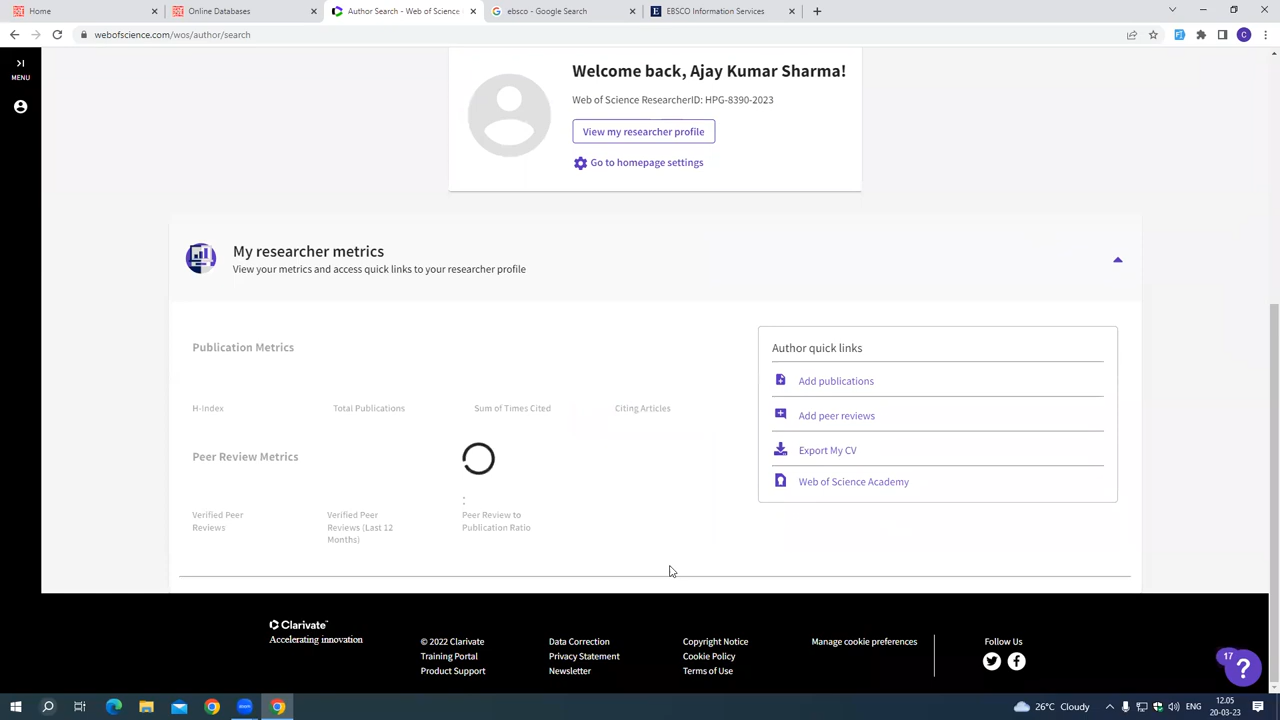 Home
Online Databases
Author Search - Web of Science
ebsco - Google Search
EBSCO Information Services
webofscience.com/wos/author/search
C
MENU
Welcome back, Ajay Kumar Sharma!
Web of Science ResearcherID: HPG-8390-2023
View my researcher profile
Go to homepage settings
My researcher metrics
View your metrics and access quick links to your researcher profile
Publication Metrics
H-Index
Total Publications
Sum of Times Cited
Citing Articles
Peer Review Metrics
:
Verified Peer
Reviews
Verified Peer
Reviews (Last 12
Months)
Peer Review to
Publication Ratio
Author quick links
Add publications
Add peer reviews
Export My CV
Web of Science Academy
Clarivate™
Accelerating innovation
© 2022 Clarivate
Training Portal
Product Support
Data Correction
Privacy Statement
Newsletter
Copyright Notice
Cookie Policy
Terms of Use
Manage cookie preferences
Follow Us
17
?
zoom
26°C Cloudy
12.05
20-03-23